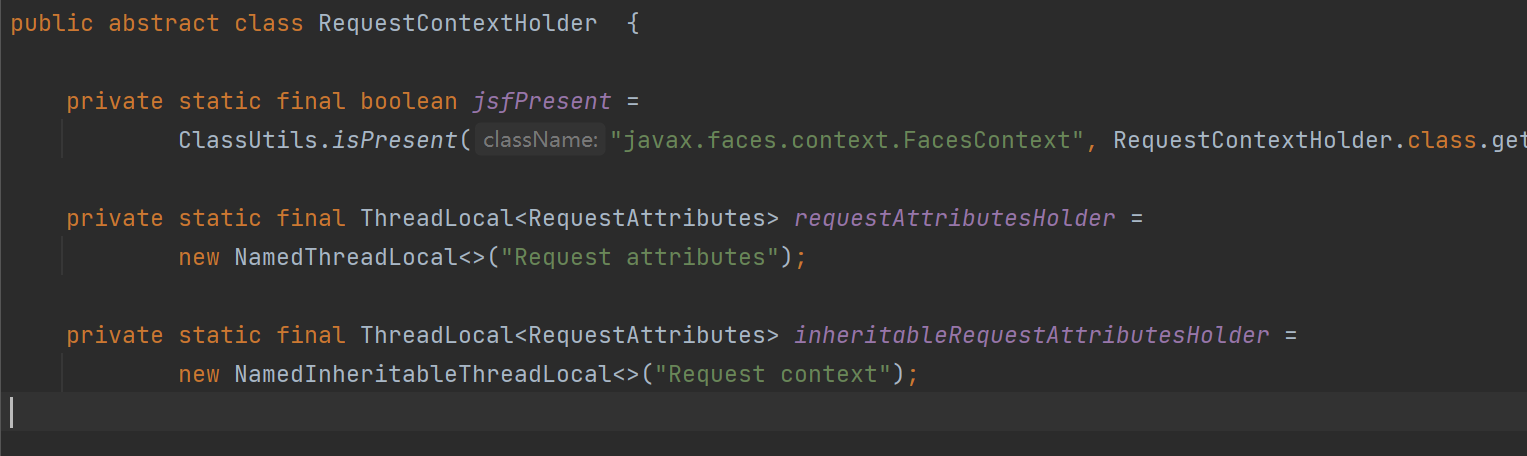 public abstract class RequestContextHolder  {
private static final boolean jsfPresent =
ClassUtils.isPresent( className: "javax.faces.context.FacesContext", RequestContextHolder.class.get
private static final ThreadLocal<RequestAttributes> requestAttributesHolder =
new NamedThreadLocal<>("Request attributes");
private static final ThreadLocal<RequestAttributes> inheritableRequestAttributesHolder =
new NamedInheritableThreadLocal<>("Request context");